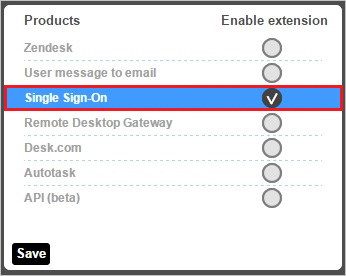 Products Enable extension
Zendesk
User message to email
Single Sign-On
Remote Desktop Gateway
Desk.com
Autotask
API (beta)
Save